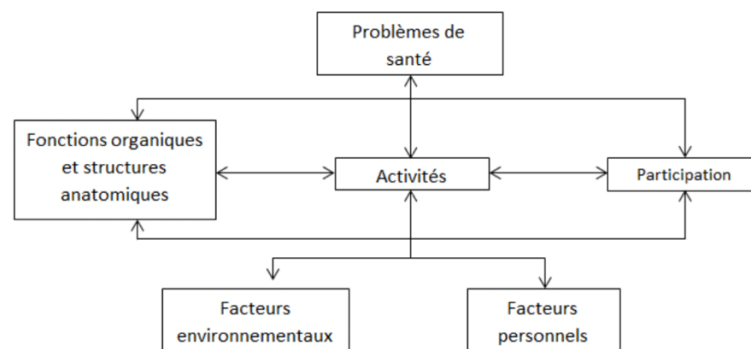 Problèmes de
santé
Fonctions organiques
et structures
anatomiques
Activités
Participation
Facteurs
environnementaux
Facteurs
personnels